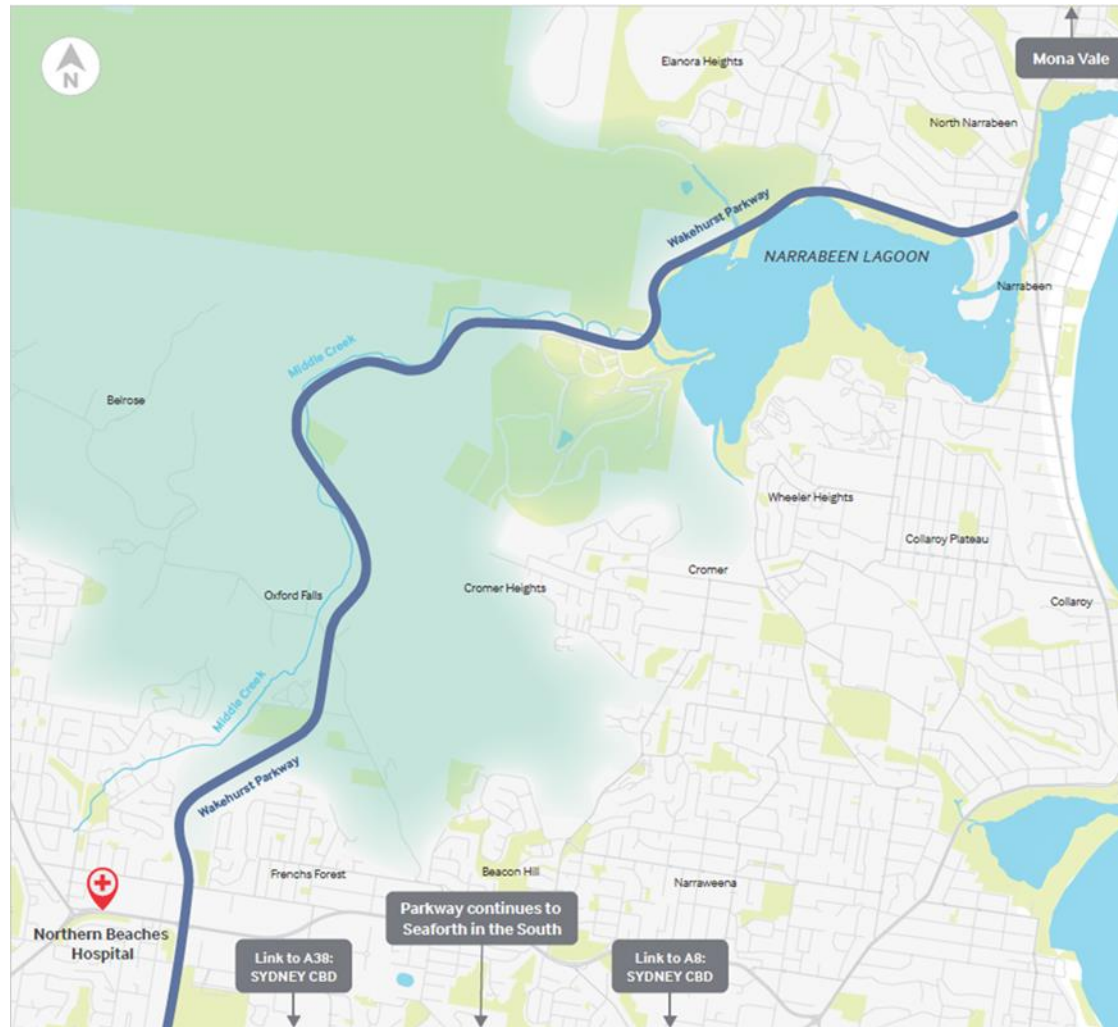 N
Mona Vale
Elanora Heights
North Narrabeen
Wakehurst Parkway
NARRABEEN LAGOON
Narrabeen
Middle Creek
Belrose
Wheeler Heights
Collaroy Plateau
Cromer
Cromer Heights
Oxford Falls
Collaroy
Middle Creek
Wakehurst Parkway
Frenchs Forest
Beacon Hill
Narraweena
Northern Beaches
Hospital
Parkway continues to
Seaforth in the South
Link to A38:
SYDNEY CBD
Link to A8:
SYDNEY CBD